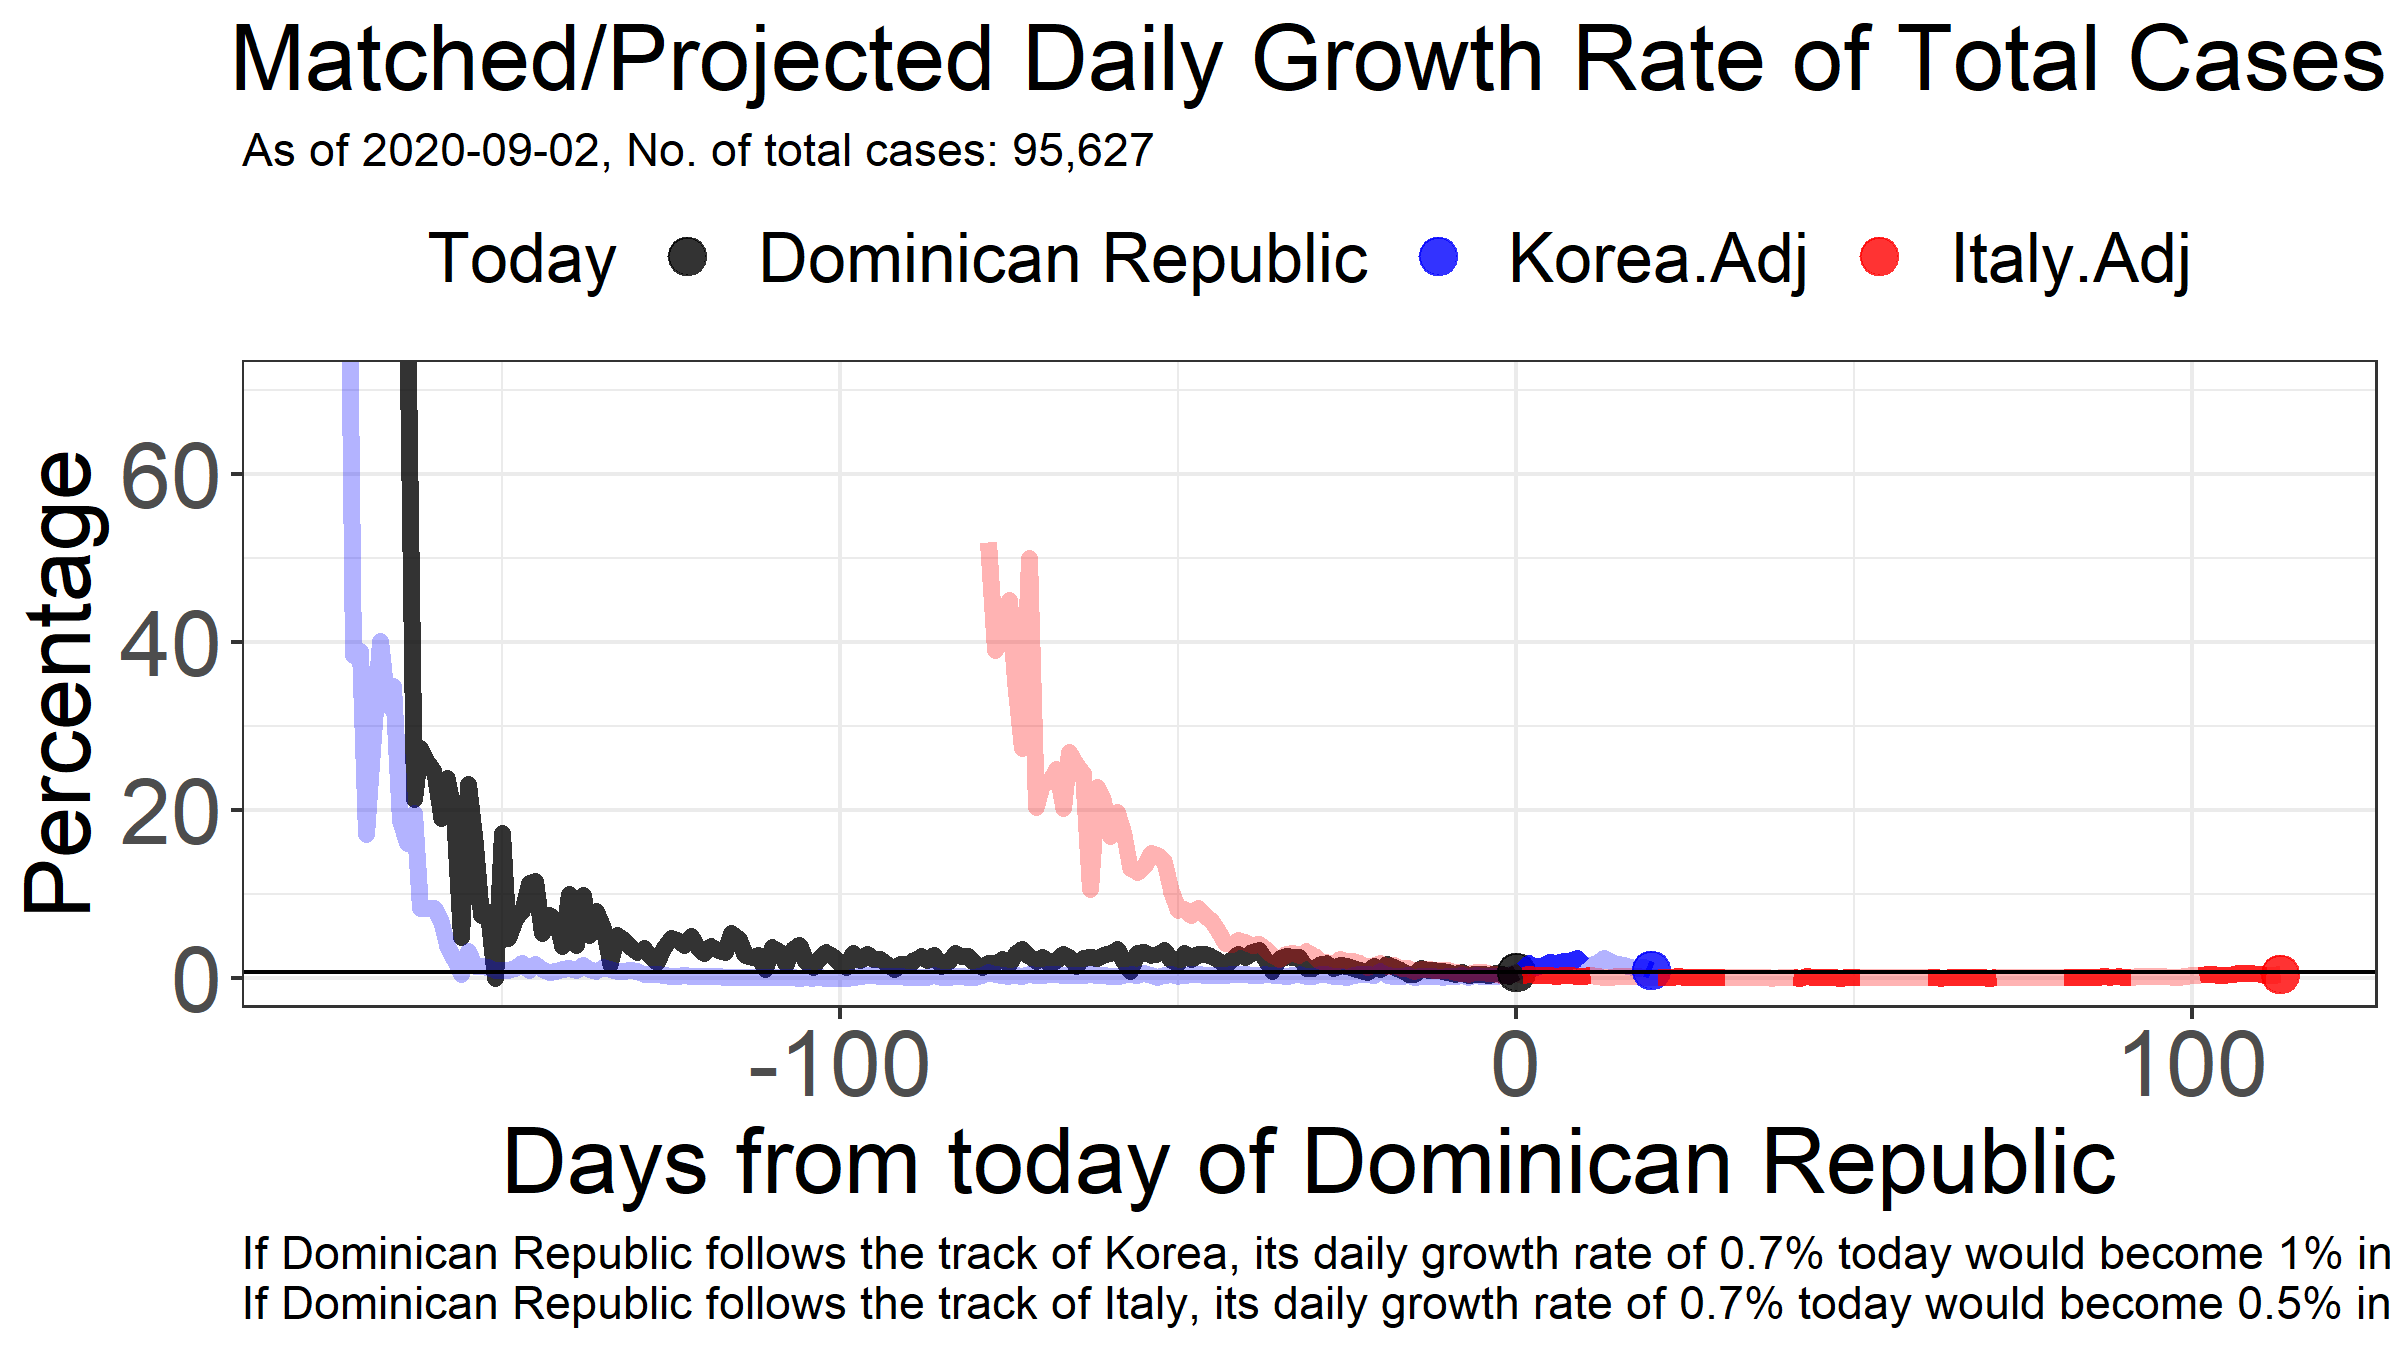 Matched/Projected Daily Growth Rate of Total Cases
As of 2020-09-02, No. of total cases: 95,627
Today Dominican Republic Korea.Adj Italy.Adj
Percentage
60
40
20
0
-100 0 100
Days from today of Dominican Republic
If Dominican Republic follows the track of Korea, its daily growth rate of 0.7% today would become 1% in
If Dominican Republic follows the track of Italy, its daily growth rate of 0.7% today would become 0.5% in